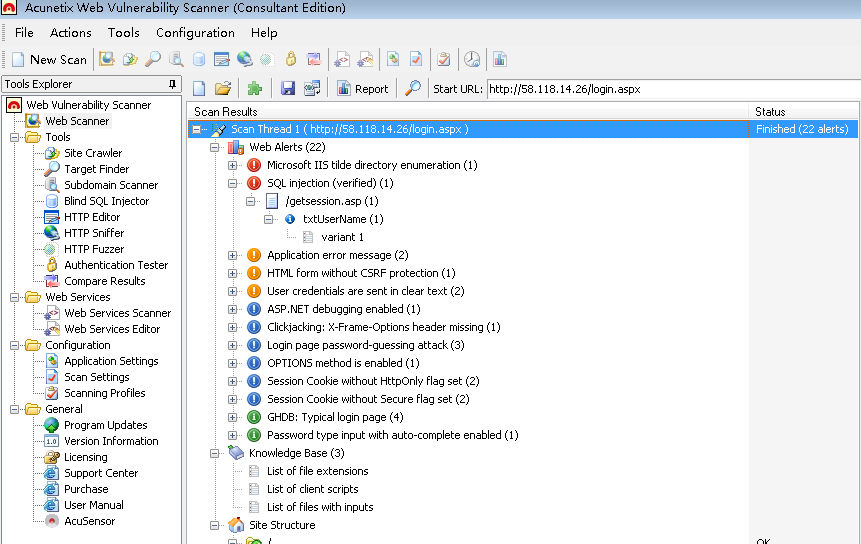 Acunetix Web Vulnerability Scanner (Consultant Edition)
File Actions Tools Configuration Help
New Scan
Tools Explorer
Report Start URL: http://58.118.14.26/login.aspx
Web Vulnerability Scanner
Web Scanner
Tools
Site Crawler
Target Finder
Subdomain Scanner
Blind SQL Injector
HTTP Editor
HTTP Sniffer
HTTP Fuzzer
Authentication Tester
Compare Results
Web Services
Web Services Scanner
Web Services Editor
Configuration
Application Settings
Scan Settings
Scanning Profiles
General
Program Updates
1.0 Version Information
Licensing
Support Center
Purchase
User Manual
AcuSensor
Scan Results Status
Scan Thread 1 ( http://58.118.14.26/login.aspx ) Finished (22 alerts)
Web Alerts (22)
Microsoft IIS tilde directory enumeration (1)
SQL injection (verified) (1)
/getsession.asp (1)
txtUserName (1)
variant 1
Application error message (2)
HTML form without CSRF protection (1)
User credentials are sent in clear text (2)
ASP.NET debugging enabled (1)
Clickjacking: X-Frame-Options header missing (1)
Login page password-guessing attack (3)
OPTIONS method is enabled (1)
Session Cookie without HttpOnly flag set (2)
Session Cookie without Secure flag set (2)
GHDB: Typical login page (4)
Password type input with auto-complete enabled (1)
Knowledge Base (3)
List of file extensions
List of client scripts
List of files with inputs
Site Structure
/ OK